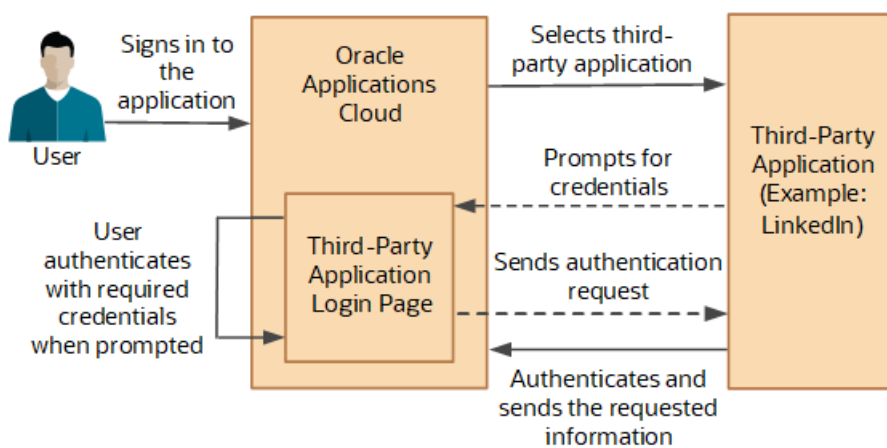 Signs in to
the
application
User
Oracle
Applications
Cloud
Selects third-
party application
Third-Party
Application
(Example:
LinkedIn)
Prompts for
credentials
Third-Party
Application
Login Page
User
authenticates
with required
credentials
when prompted
Sends authentication
request
Authenticates and
sends the requested
information